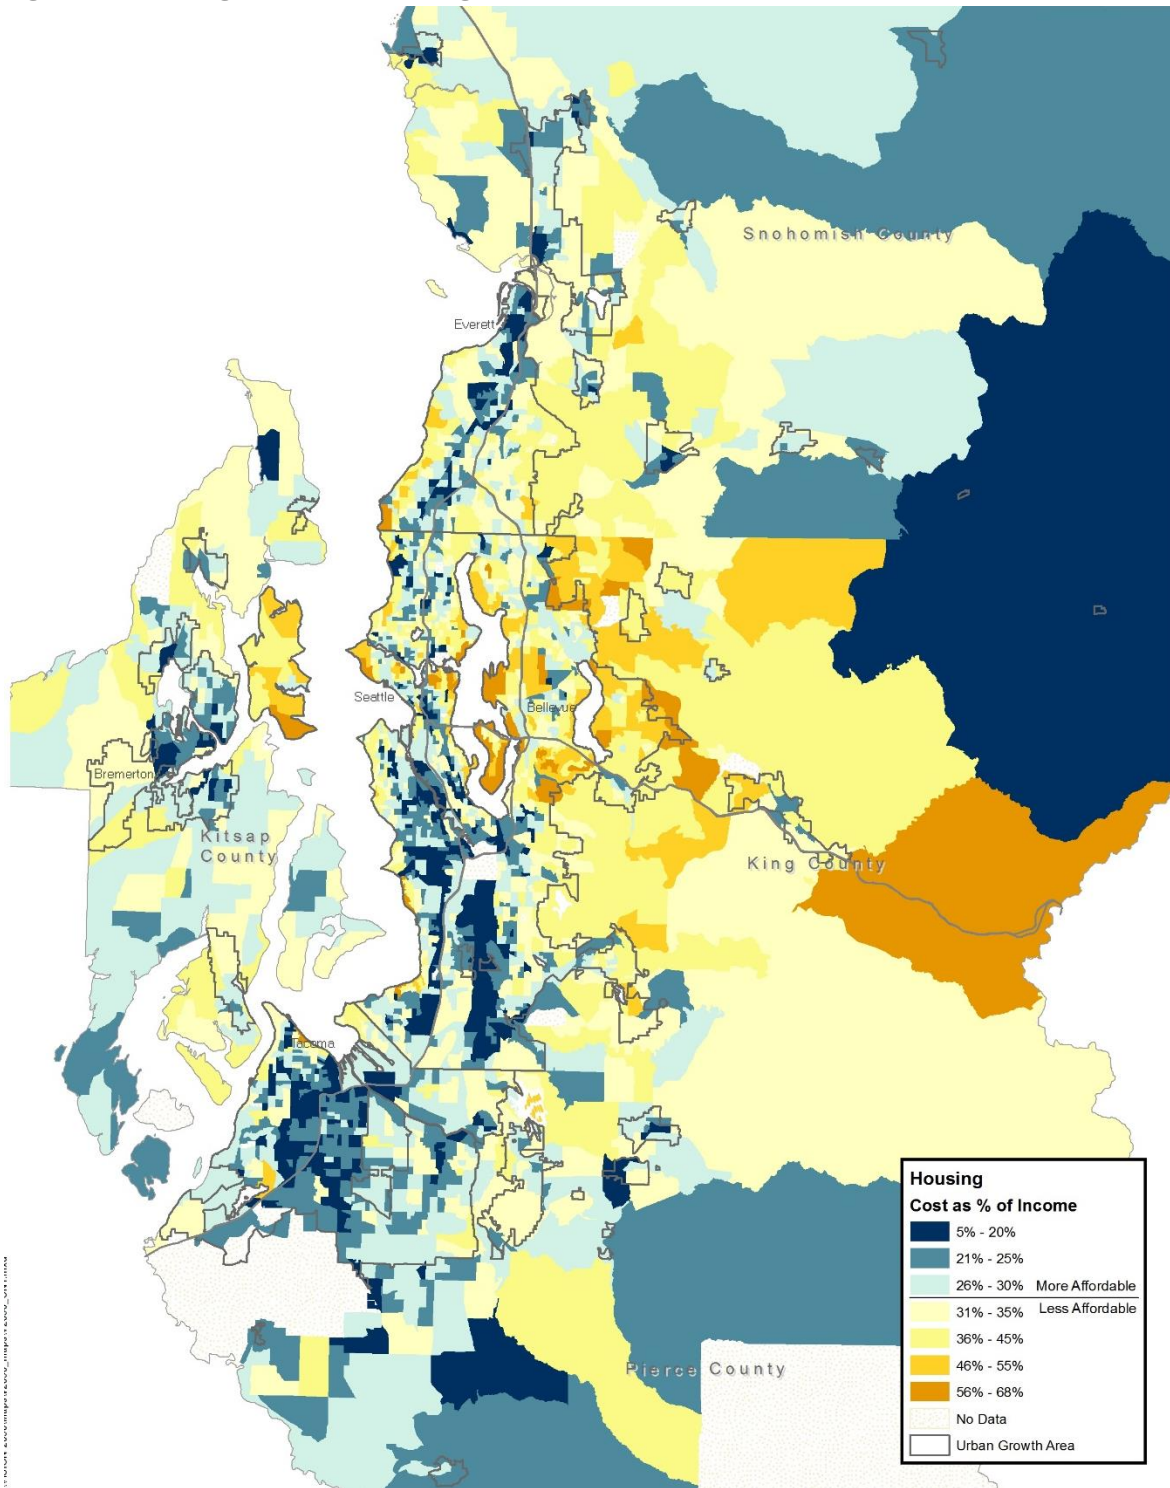 Snohomish County
Everett
Seattle
Bellevue
Bremerton
Kitsap
County
King County
Tacoma
Pierce County
Housing
Cost as % of Income
5% - 20%
21% - 25%
26% - 30% More Affordable
31% - 35% Less Affordable
36% - 45%
46% - 55%
56% - 68%
No Data
Urban Growth Area